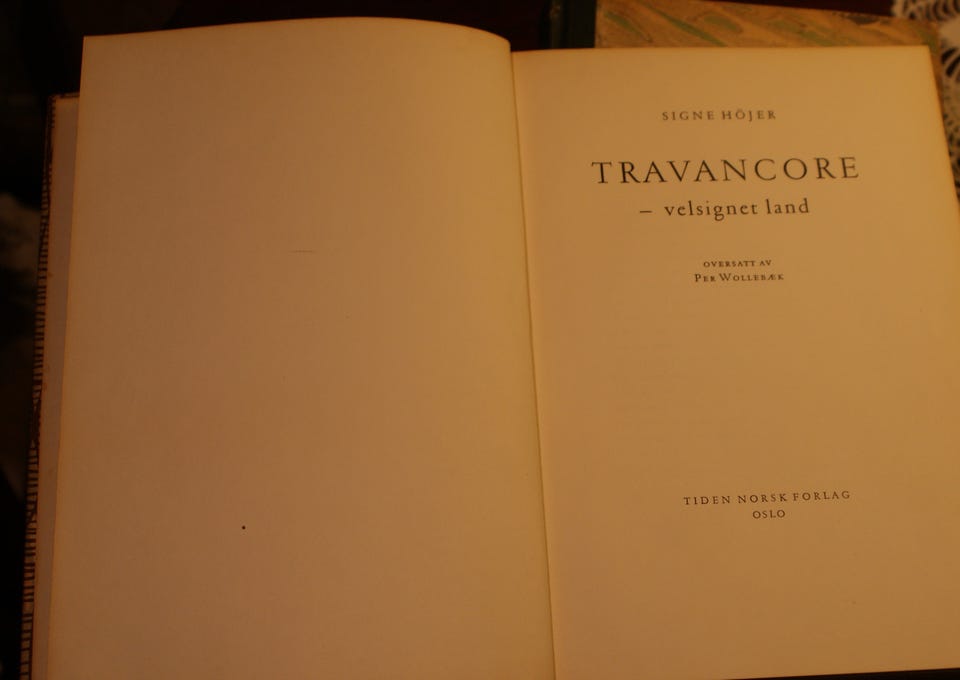 SIGNE HÖJER
TRAVANCORE
– velsignet land
OVERSATT AV
PER WOLLEBÆK
TIDEN NORSK FORLAG
OSLO